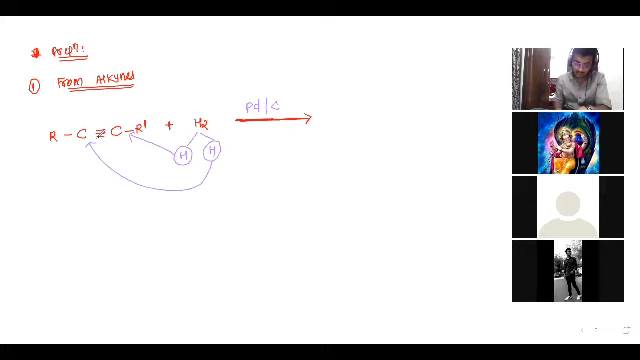 Prepn:
① From Alkynes
R – C ≡ C – R' + H2 Pd/C
H H